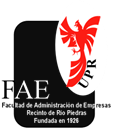 FAE
UPR
Facultad de Administración de Empresas
Recinto de Río Piedras
Fundada en 1926